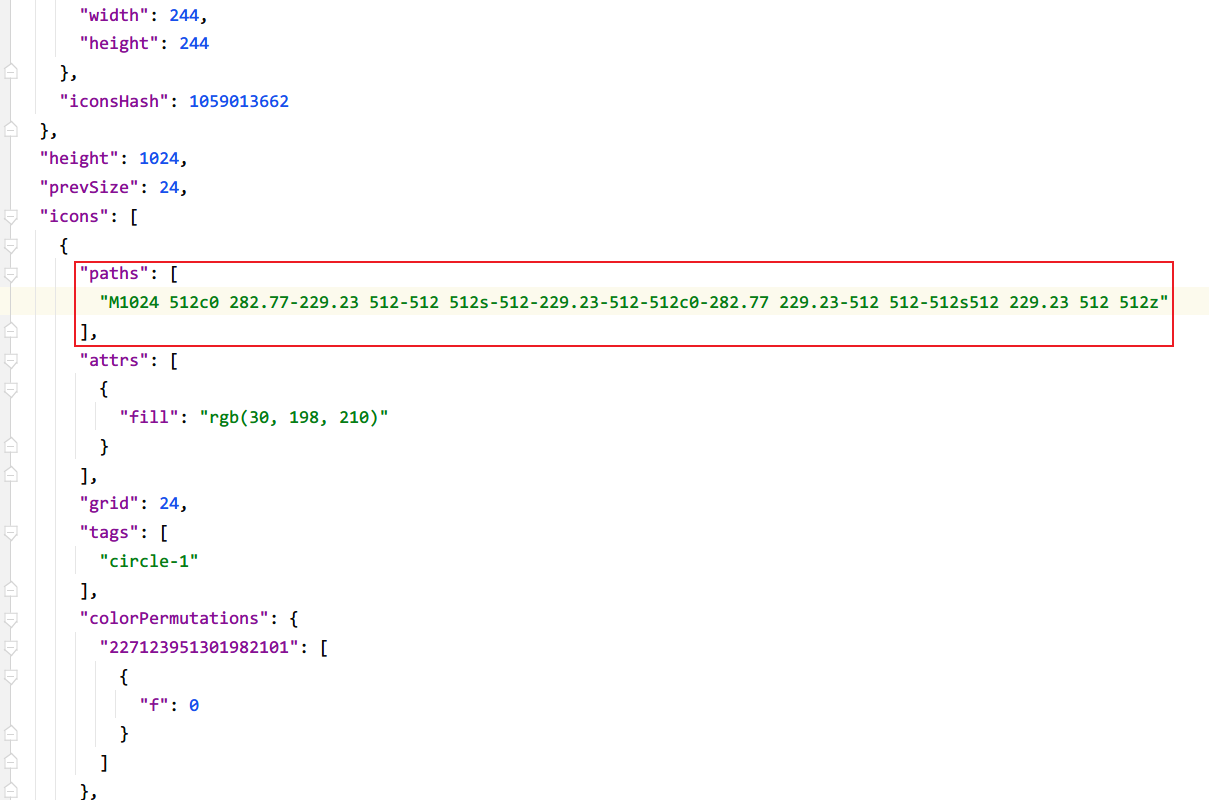 "width": 244,
"height": 244
},
"iconsHash": 1059013662
},
"height": 1024,
"prevSize": 24,
"icons": [
{
"paths": [
"M1024 512c0 282.77-229.23 512-512 512s-512-229.23-512-512c0-282.77 229.23-512 512-512s512 229.23 512 512z"
],
"attrs": [
{
"fill": "rgb(30, 198, 210)"
}
],
"grid": 24,
"tags": [
"circle-1"
],
"colorPermutations": {
"227123951301982101": [
{
"f": 0
}
]
},